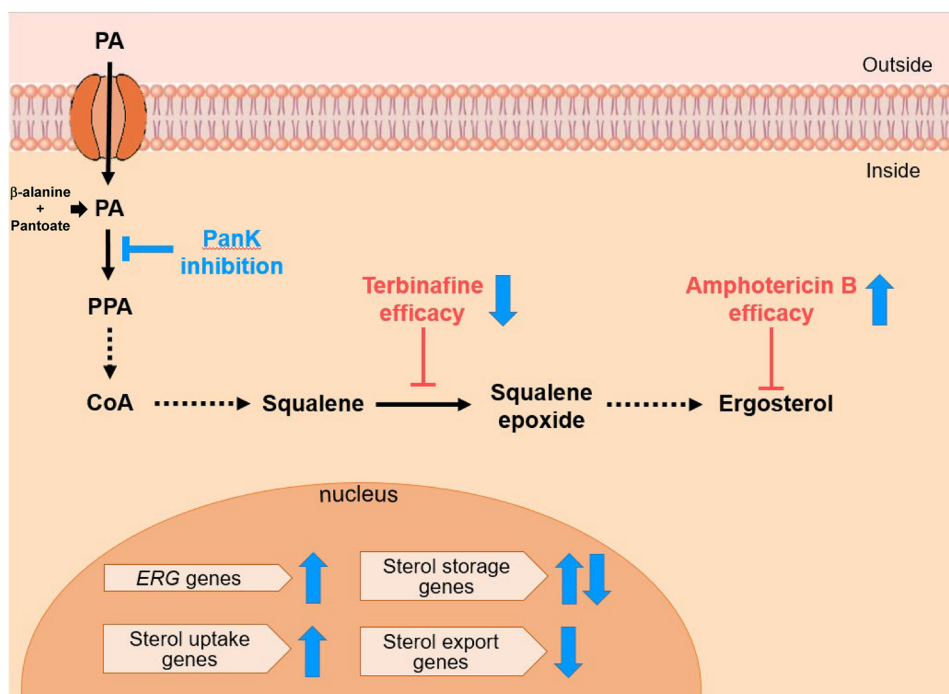 PA
Outside
Inside
β-alanine
+
Pantoate
PA
PanK
inhibition
PPA
Terbinafine
efficacy
Amphotericin B
efficacy
CoA
Squalene
Squalene
epoxide
Ergosterol
nucleus
ERG genes
Sterol storage
genes
Sterol uptake
genes
Sterol export
genes